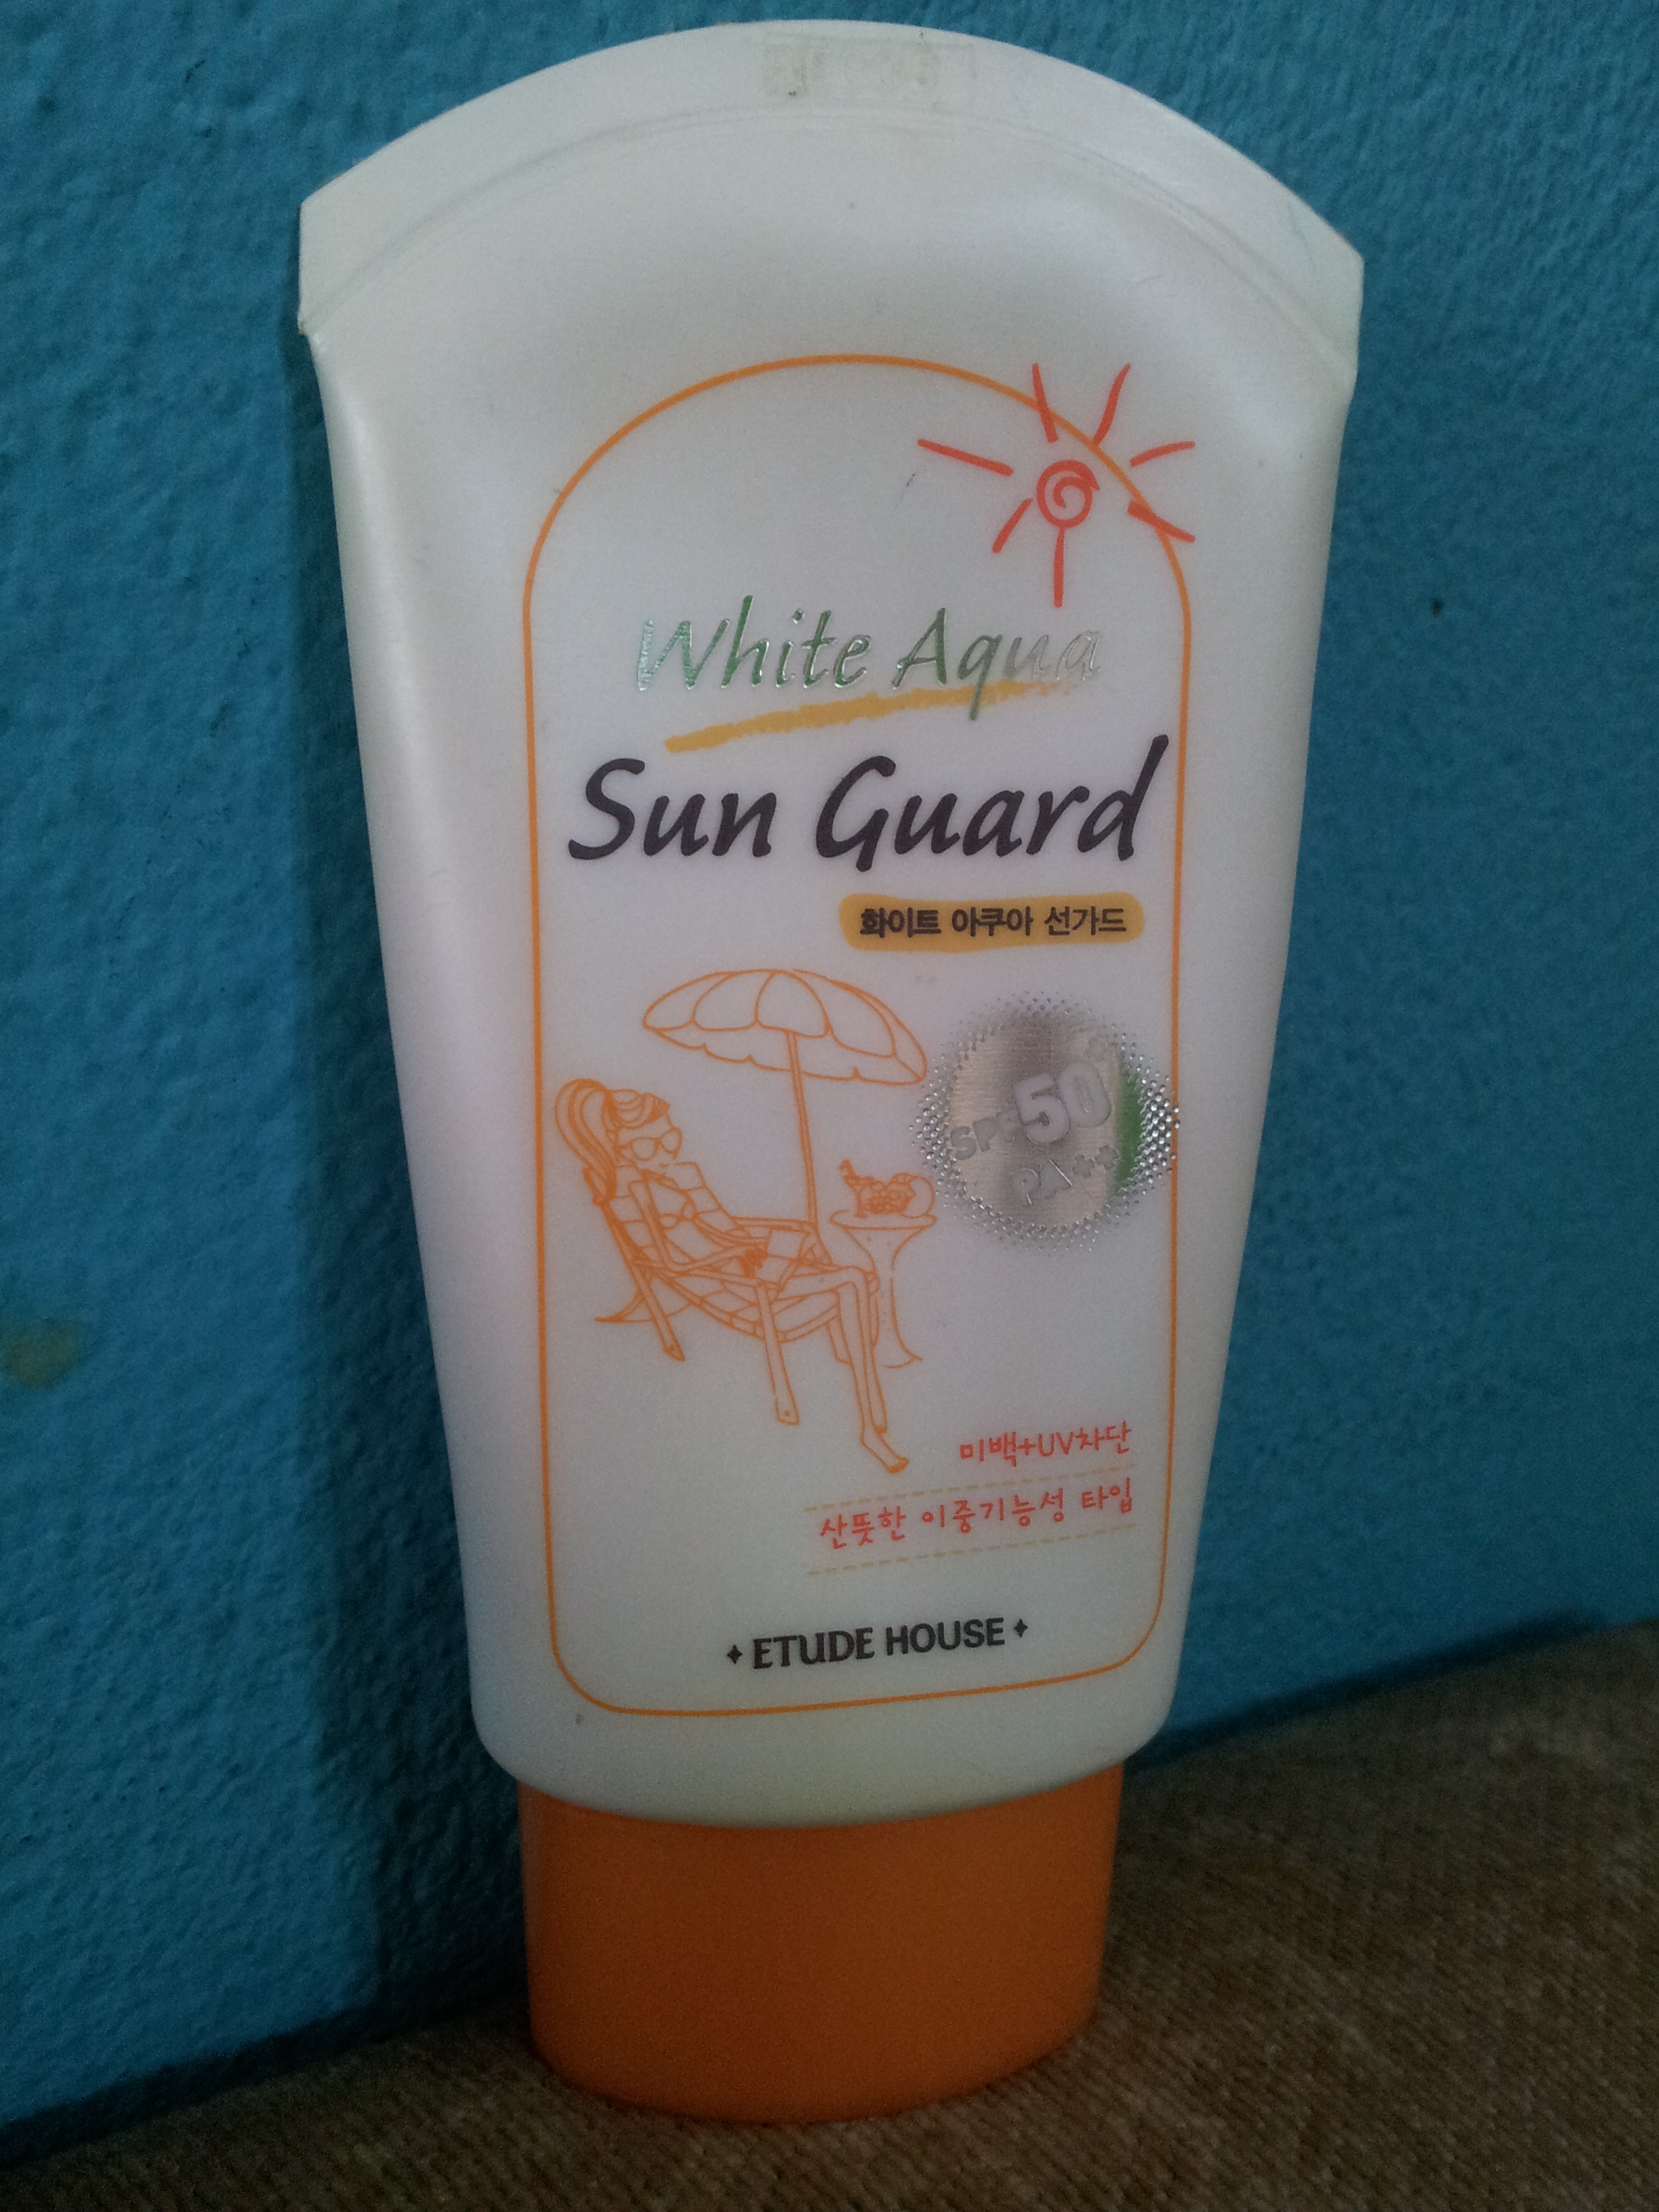 White Aqua
Sun Guard
화이트 아쿠아 선가드
SPF50+
PA++
미백+UV차단
산뜻한 이중기능성 타입
ETUDE HOUSE